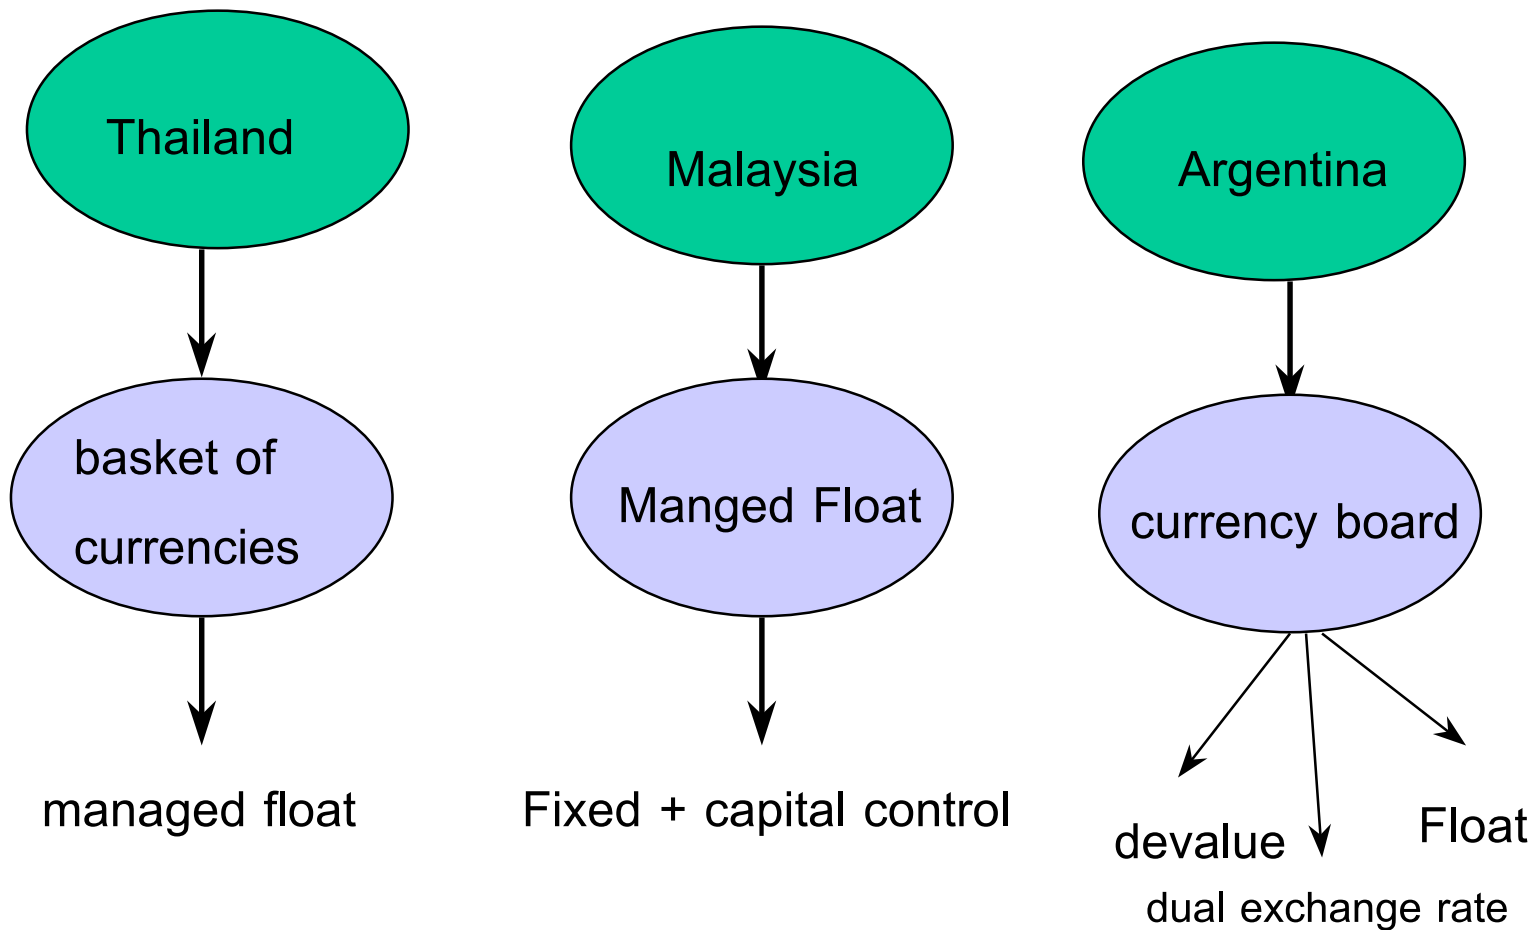 Thailand
Malaysia
Argentina
basket of
currencies
Manged Float
currency board
managed float
Fixed + capital control
devalue
Float
dual exchange rate